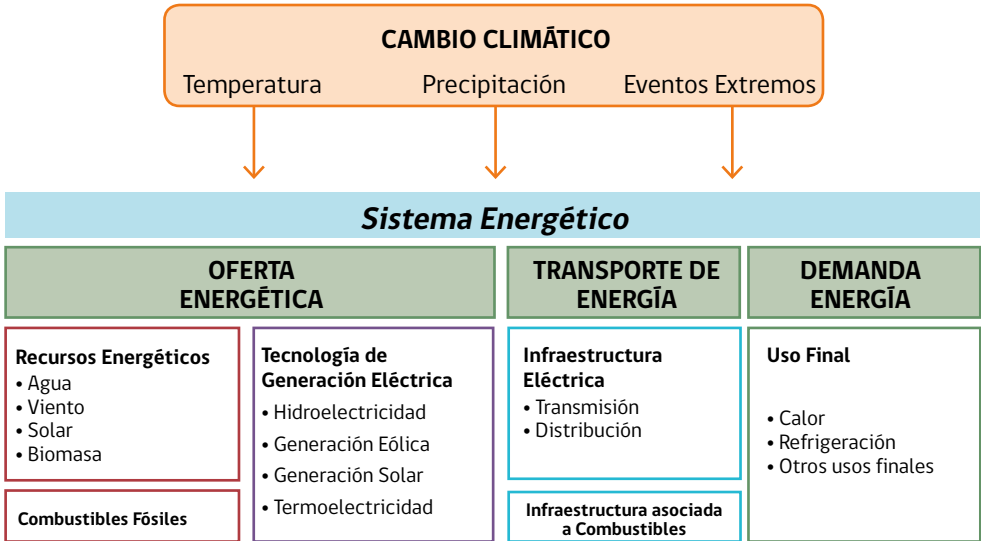 CAMBIO CLIMÁTICO
Temperatura Precipitación Eventos Extremos
Sistema Energético
OFERTA
ENERGÉTICA
Recursos Energéticos
• Agua
• Viento
• Solar
• Biomasa
Combustibles Fósiles
Tecnología de
Generación Eléctrica
• Hidroelectricidad
• Generación Eólica
• Generación Solar
• Termoelectricidad
TRANSPORTE DE
ENERGÍA
Infraestructura
Eléctrica
• Transmisión
• Distribución
Infraestructura asociada
a Combustibles
DEMANDA
ENERGÍA
Uso Final
• Calor
• Refrigeración
• Otros usos finales